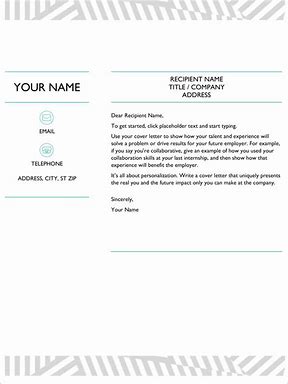 YOUR NAME
EMAIL
TELEPHONE
ADDRESS, CITY, ST ZIP
RECIPIENT NAME
TITLE / COMPANY
ADDRESS
Dear Recipient Name,
To get started, click placeholder text and start typing.
Use your cover letter to show how your talent and experience will
solve a problem or drive results for your future employer. For example,
if you say you're collaborative, give an example of how you used your
collaboration skills at your last internship, and then show how that
experience will benefit the employer.
It's all about personalization. Write a cover letter that uniquely presents
the real you and the future impact only you can make at the company.
Sincerely,
Your Name